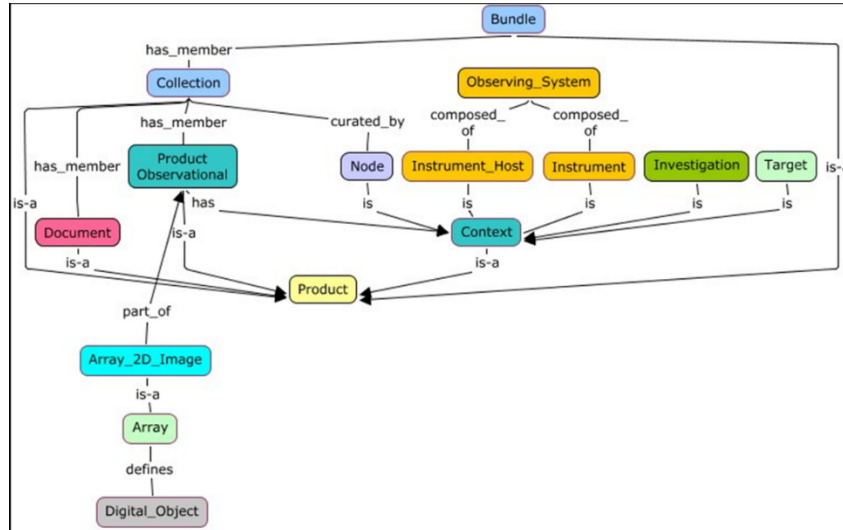 Bundle
has_member
Collection
Observing_System
has_member
curated_by
composed_
of
composed_
of
has_member
Product
Observational
Node
Instrument_Host
Instrument
Investigation
Target
is-a
is-a
has
is
is
is
is
is
Document
is-a
Context
is-a
is-a
Product
part_of
Array_2D_Image
is-a
Array
defines
Digital_Object